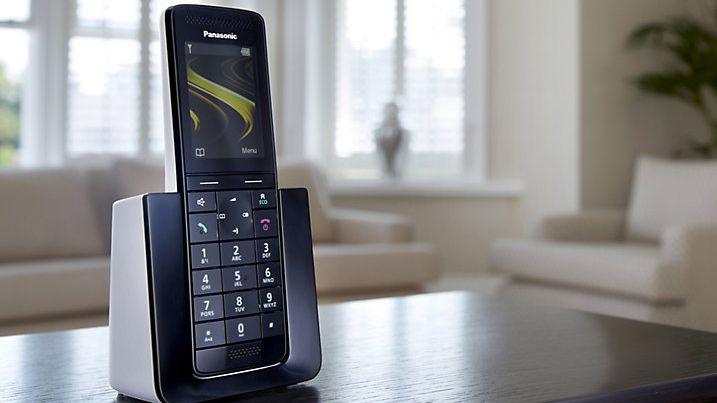 Panasonic
Menu
ECO
1 2 ABC 3 DEF
4 GHI 5 JKL 6 MNO
7 PQRS 8 TUV 9 WXYZ
0 #